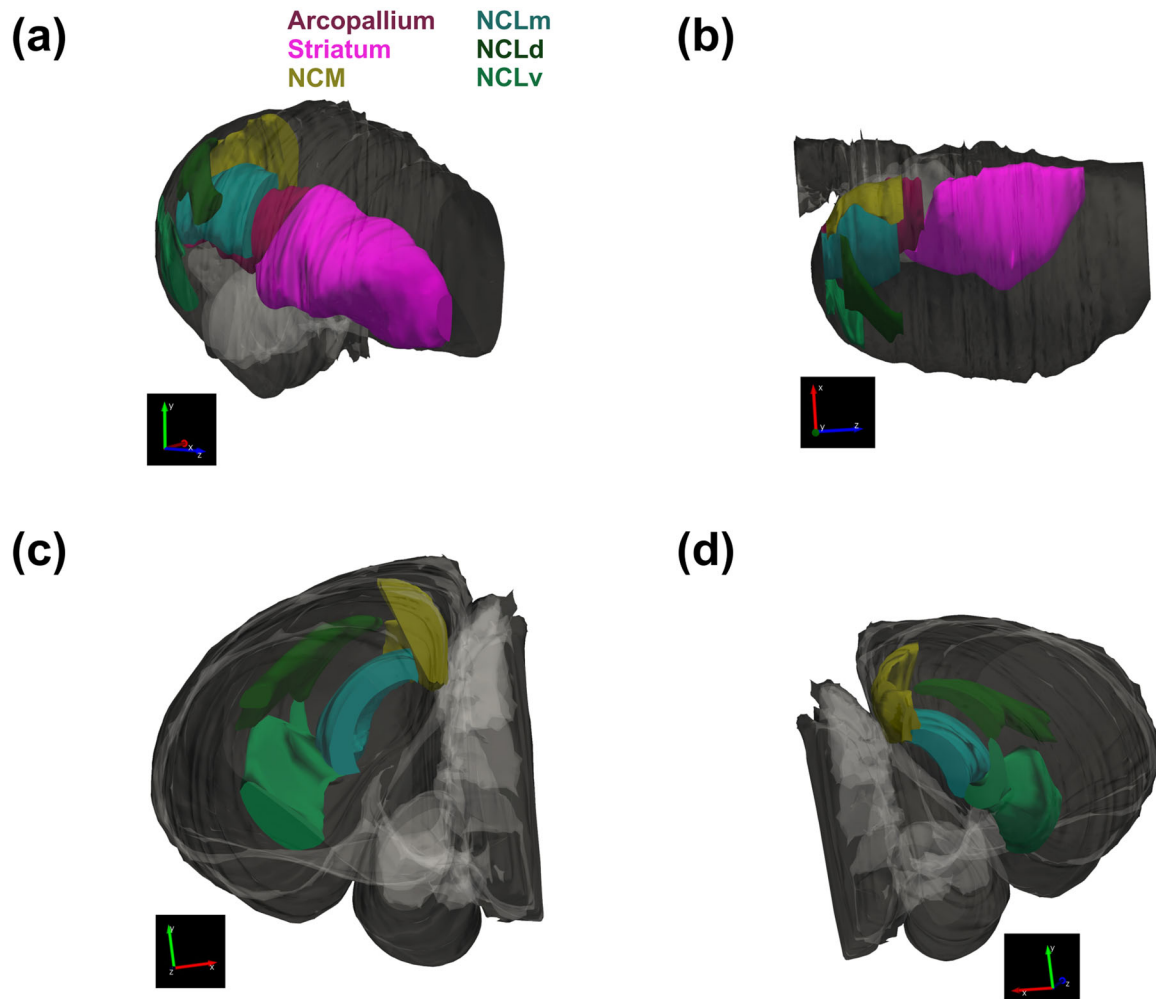 (a)
Arcopallium NCLm
Striatum NCLd
NCM NCLv
(b)
y
x
z
x
y
z
(c)
(d)
y
z
x
y
z
x